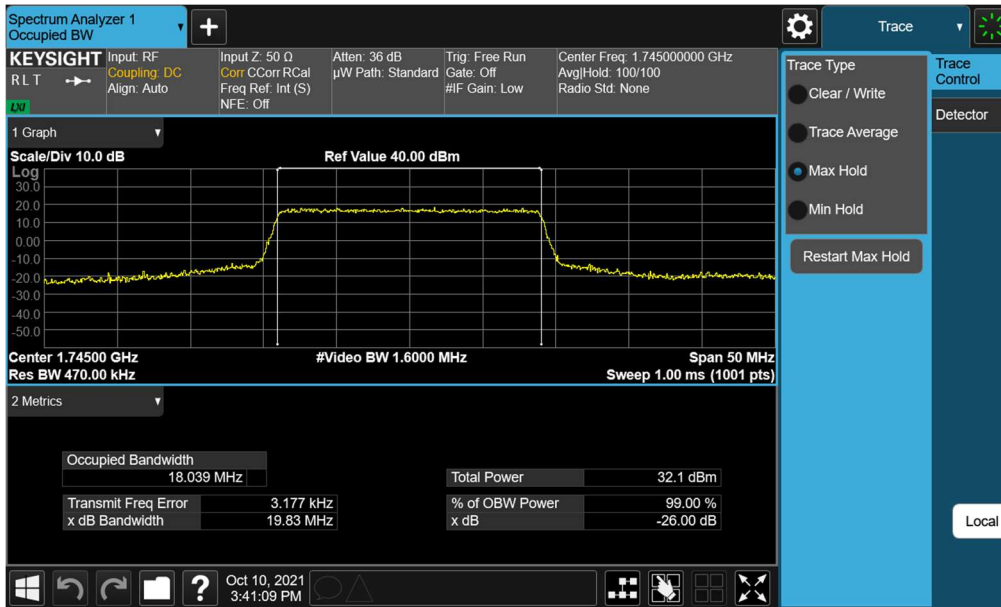 Spectrum Analyzer 1
Occupied BW
+
Trace
KEYSIGHT
R L T
LXI
Input: RF
Coupling: DC
Align: Auto
Input Z: 50 Ω
Corr CCorr RCal
Freq Ref: Int (S)
NFE: Off
Atten: 36 dB
µW Path: Standard
Trig: Free Run
Gate: Off
#IF Gain: Low
Center Freq: 1.745000000 GHz
Avg|Hold: 100/100
Radio Std: None
Trace Type
Clear / Write
Trace Average
Max Hold
Min Hold
Restart Max Hold
Trace
Control
Detector
Local
1 Graph
Scale/Div 10.0 dB
Ref Value 40.00 dBm
Log
30.0
20.0
10.0
0.00
-10.0
-20.0
-30.0
-40.0
-50.0
Center 1.74500 GHz
#Video BW 1.6000 MHz
Span 50 MHz
Res BW 470.00 kHz
Sweep 1.00 ms (1001 pts)
2 Metrics
Occupied Bandwidth
18.039 MHz
Total Power 32.1 dBm
Transmit Freq Error 3.177 kHz
% of OBW Power 99.00 %
x dB Bandwidth 19.83 MHz
x dB -26.00 dB
?
Oct 10, 2021
3:41:09 PM